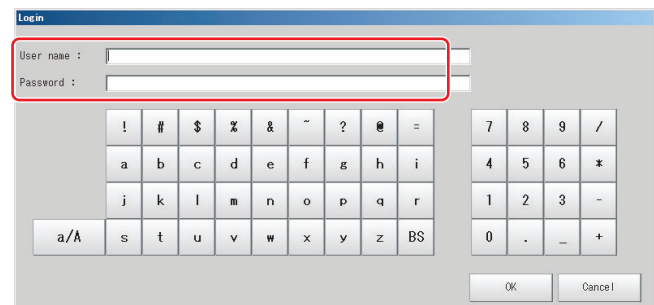 Login
User name :
Password :
! # $ % & ~ ? @ = 7 8 9 /
a b c d e f g h i 4 5 6 *
j k l m n o p q r 1 2 3 -
a/A s t u v w x y z BS 0 . _ +
OK Cancel